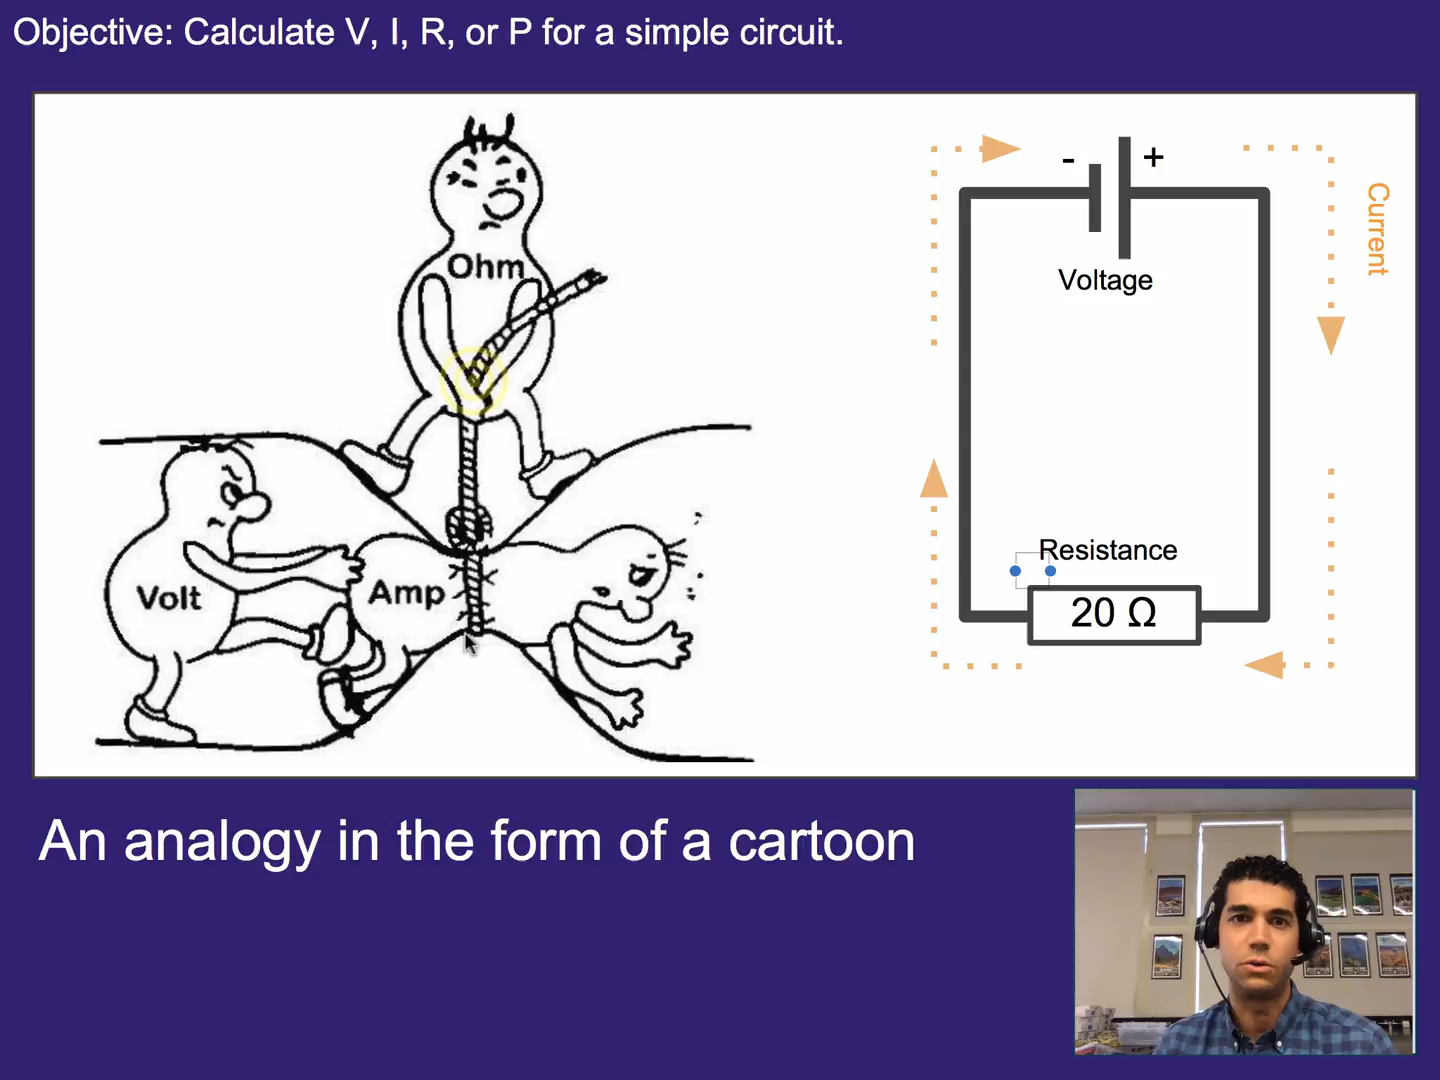 Objective: Calculate V, I, R, or P for a simple circuit.
Ohm
Volt
Amp
- +
Voltage
Current
Resistance
20 Ω
An analogy in the form of a cartoon